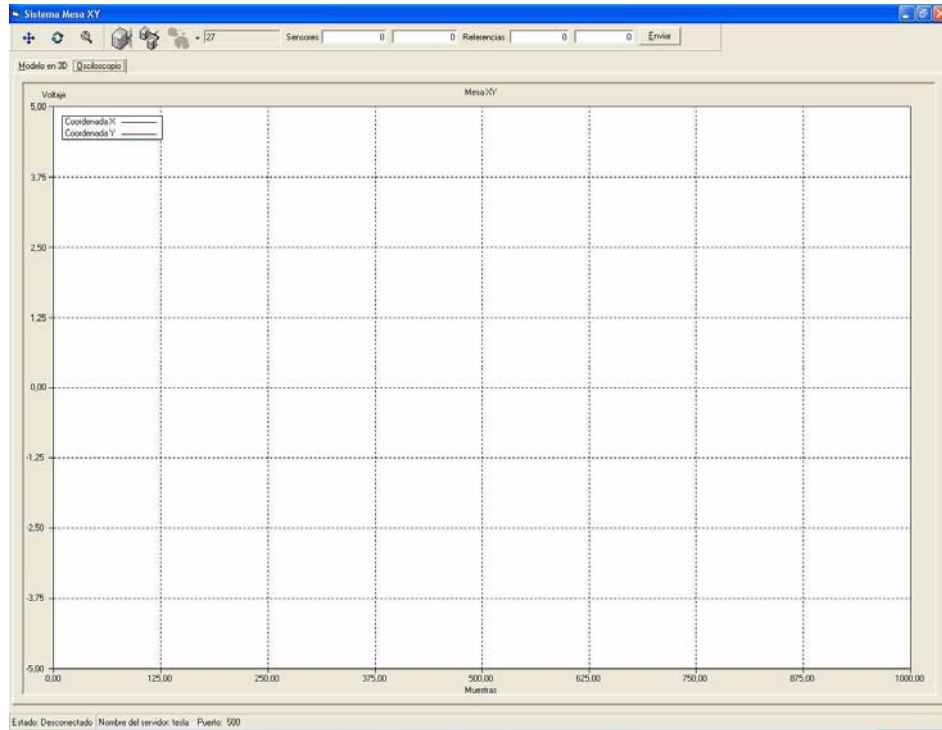 Sistema Mesa XY
27 Sensores 0 0 Referencias 0 0 Enviar
Modelo en 3D Osciloscopio
Voltaje Mesa XY
5,00
Coordenada X
Coordenada Y
3,75
2,50
1,25
0,00
-1,25
-2,50
-3,75
-5,00
0,00 125,00 250,00 375,00 500,00 625,00 750,00 875,00 1000,00
Muestras
Estado: Desconectado Nombre del servidor: tesla Puerto: 500